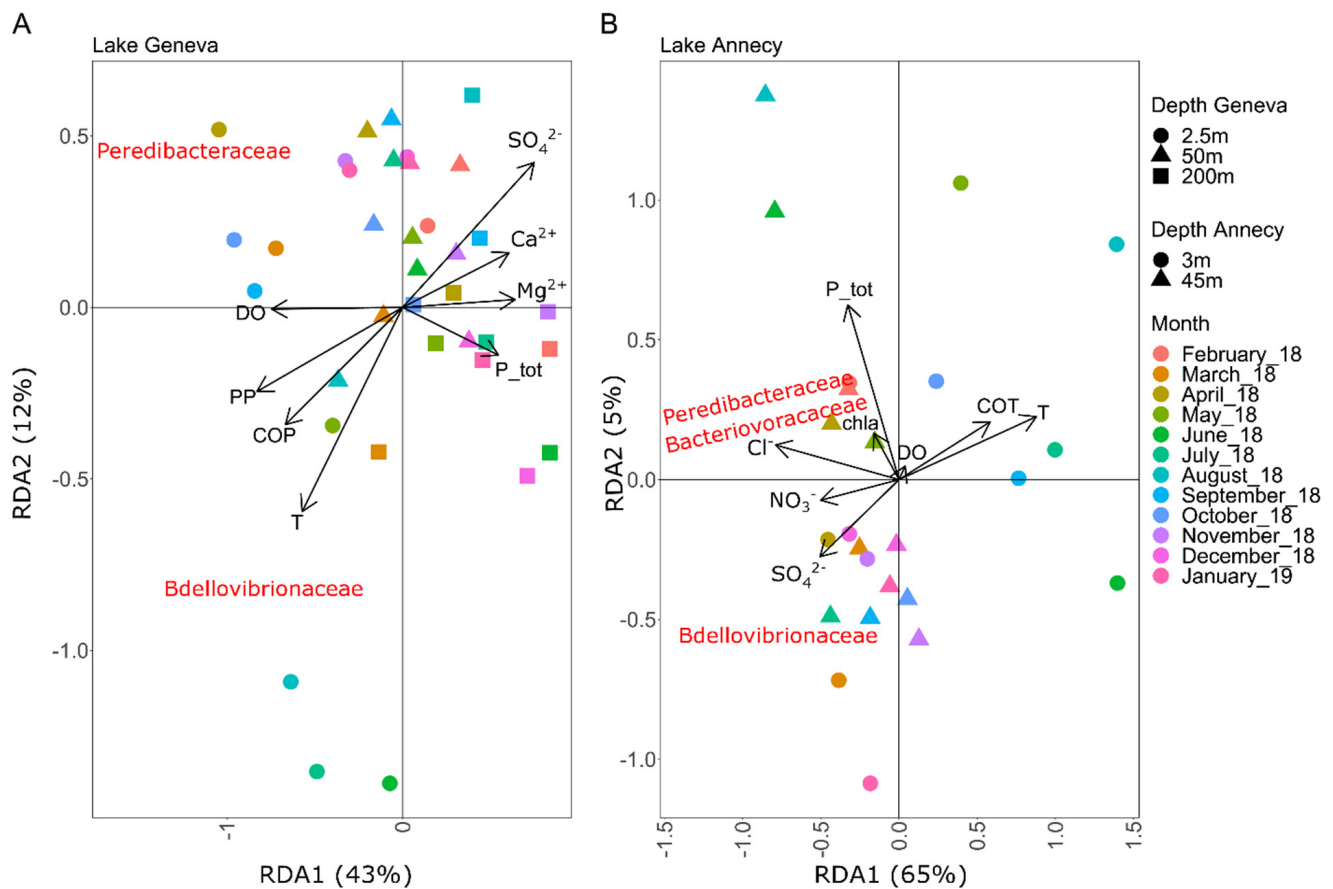 A
Lake Geneva
RDA2 (12%)
0.5
0.0
-0.5
-1.0
Peredibacteraceae
SO₄²⁻
Ca²⁺
Mg²⁺
DO
P_tot
PP
COP
T
Bdellovibrionaceae
-1
0
RDA1 (43%)
B
Lake Annecy
RDA2 (5%)
1.0
0.5
0.0
-0.5
-1.0
P_tot
Peredibacteraceae
Bacteriovoracaceae
chla
COT
T
Cl⁻
DO
NO₃⁻
SO₄²⁻
Bdellovibrionaceae
-1.5
-1.0
-0.5
0.0
0.5
1.0
1.5
RDA1 (65%)
Depth Geneva
2.5m
50m
200m
Depth Annecy
3m
45m
Month
February_18
March_18
April_18
May_18
June_18
July_18
August_18
September_18
October_18
November_18
December_18
January_19